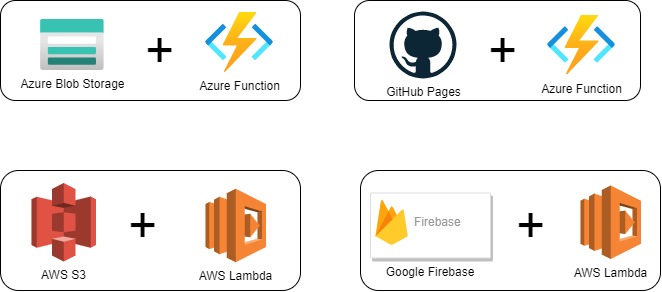 Azure Blob Storage
Azure Function
GitHub Pages
Azure Function
AWS S3
AWS Lambda
Firebase
Google Firebase
AWS Lambda